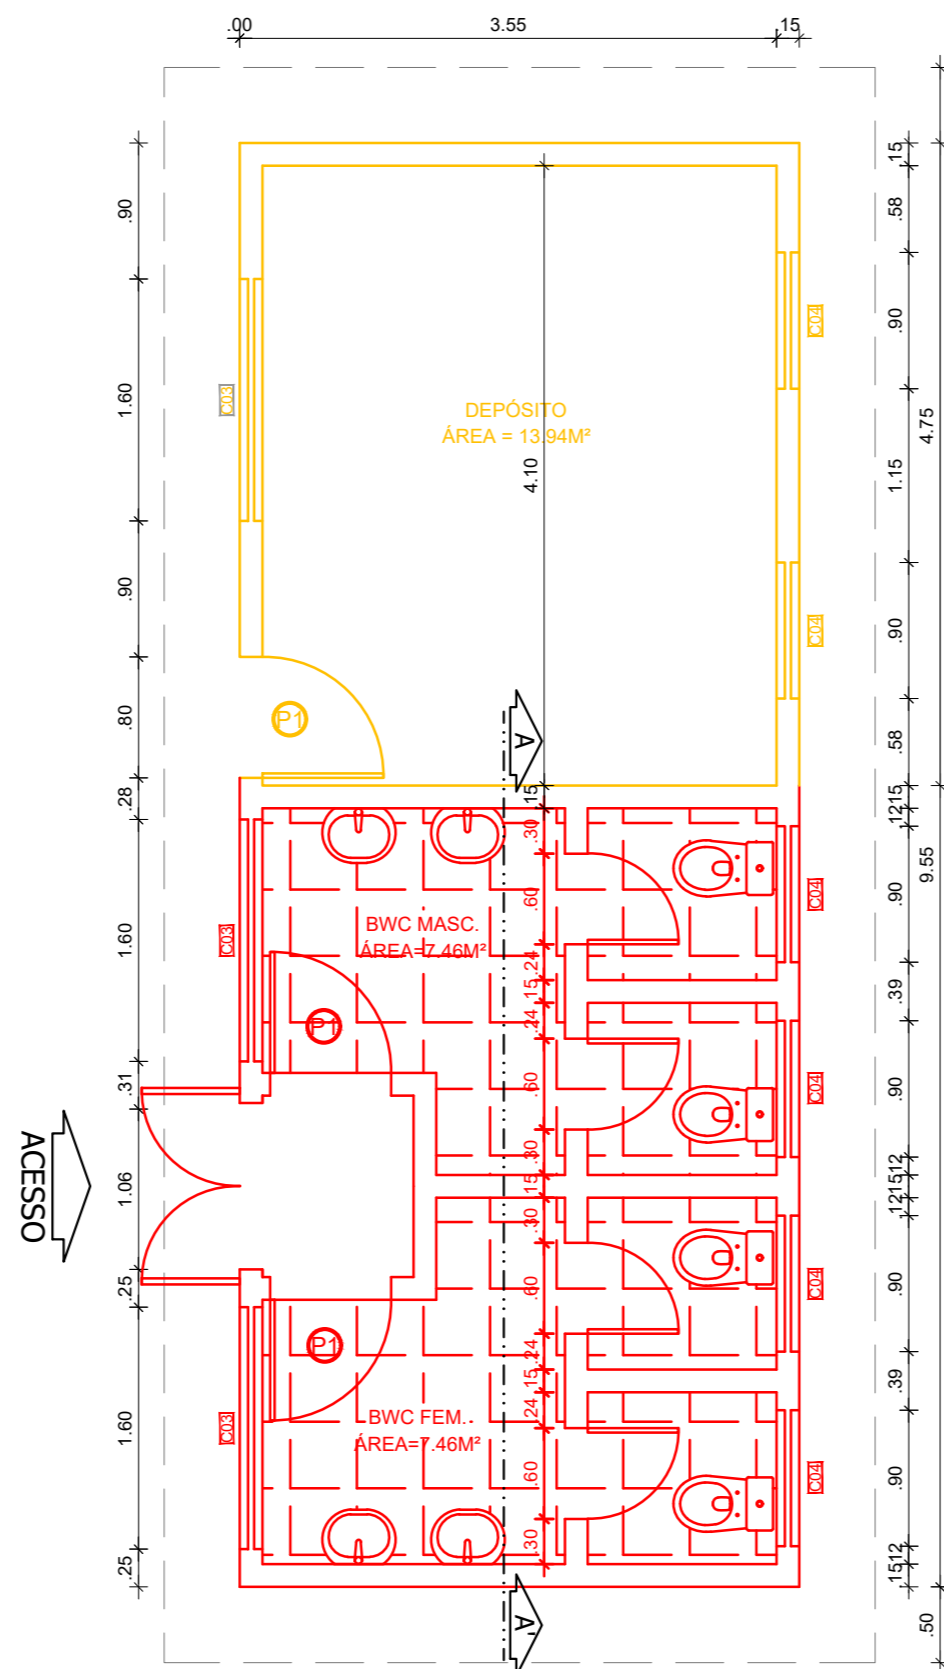 .00
3.55
.15
.15
.58
.90
1.15
.90
.58
4.75
.90
1.60
.90
.80
.28
C03
C04
C04
DEPÓSITO
ÁREA = 13.94M²
4.10
P1
A
.15
.30
.60
.24
.15
.24
.60
.30
.15
.30
.60
.24
.15
.24
.60
.30
BWC MASC.
ÁREA=7.46M²
P1
C03
C04
C04
1.60
.31
1.06
.25
1.60
.25
1215
.90
.39
.90
121512
.90
.39
.90
.1512
9.55
.50
ACESSO
P1
BWC FEM.
ÁREA=7.46M²
C03
C04
C04
A'